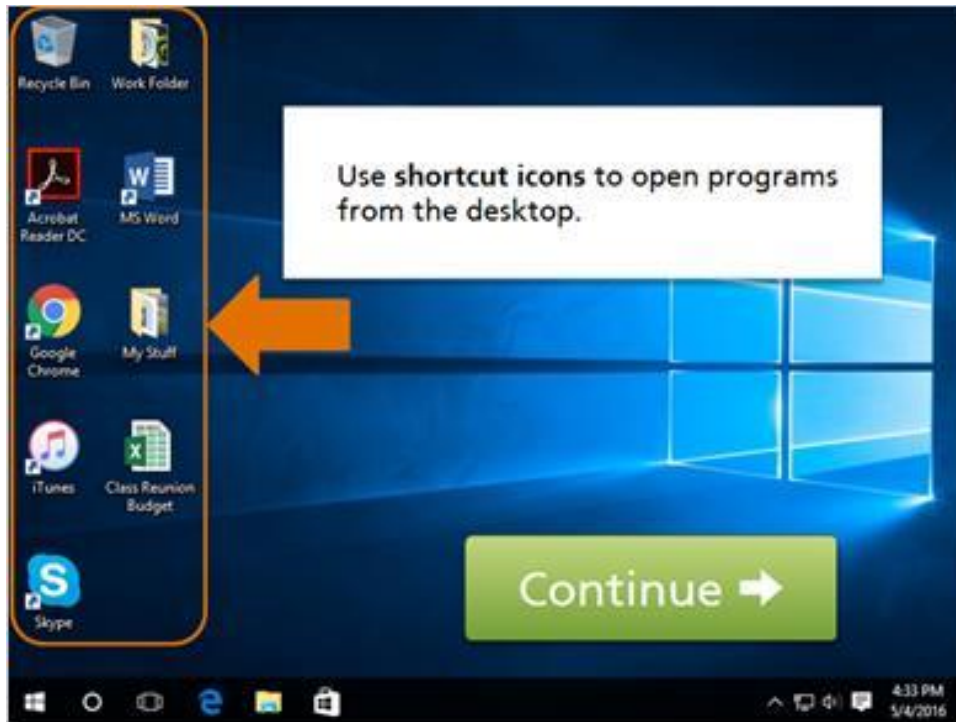 Recycle Bin
Work Folder
Acrobat
Reader DC
MS Word
Google
Chrome
My Stuff
iTunes
Class Reunion
Budget
Skype
Use shortcut icons to open programs
from the desktop.
Continue
4:33 PM
5/4/2016